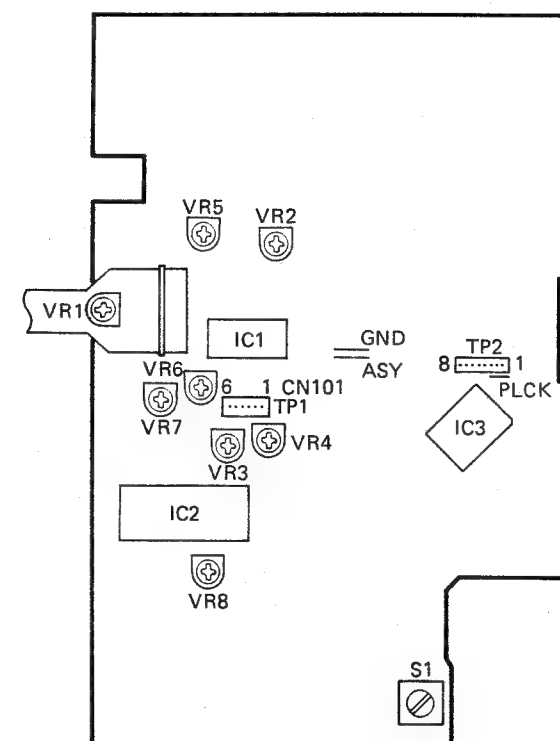 VR5
VR2
VR1
IC1
GND
ASY
TP2
8 1
PLCK
VR6
6 1 CN101
TP1
VR7
IC3
VR4
VR3
IC2
VR8
S1